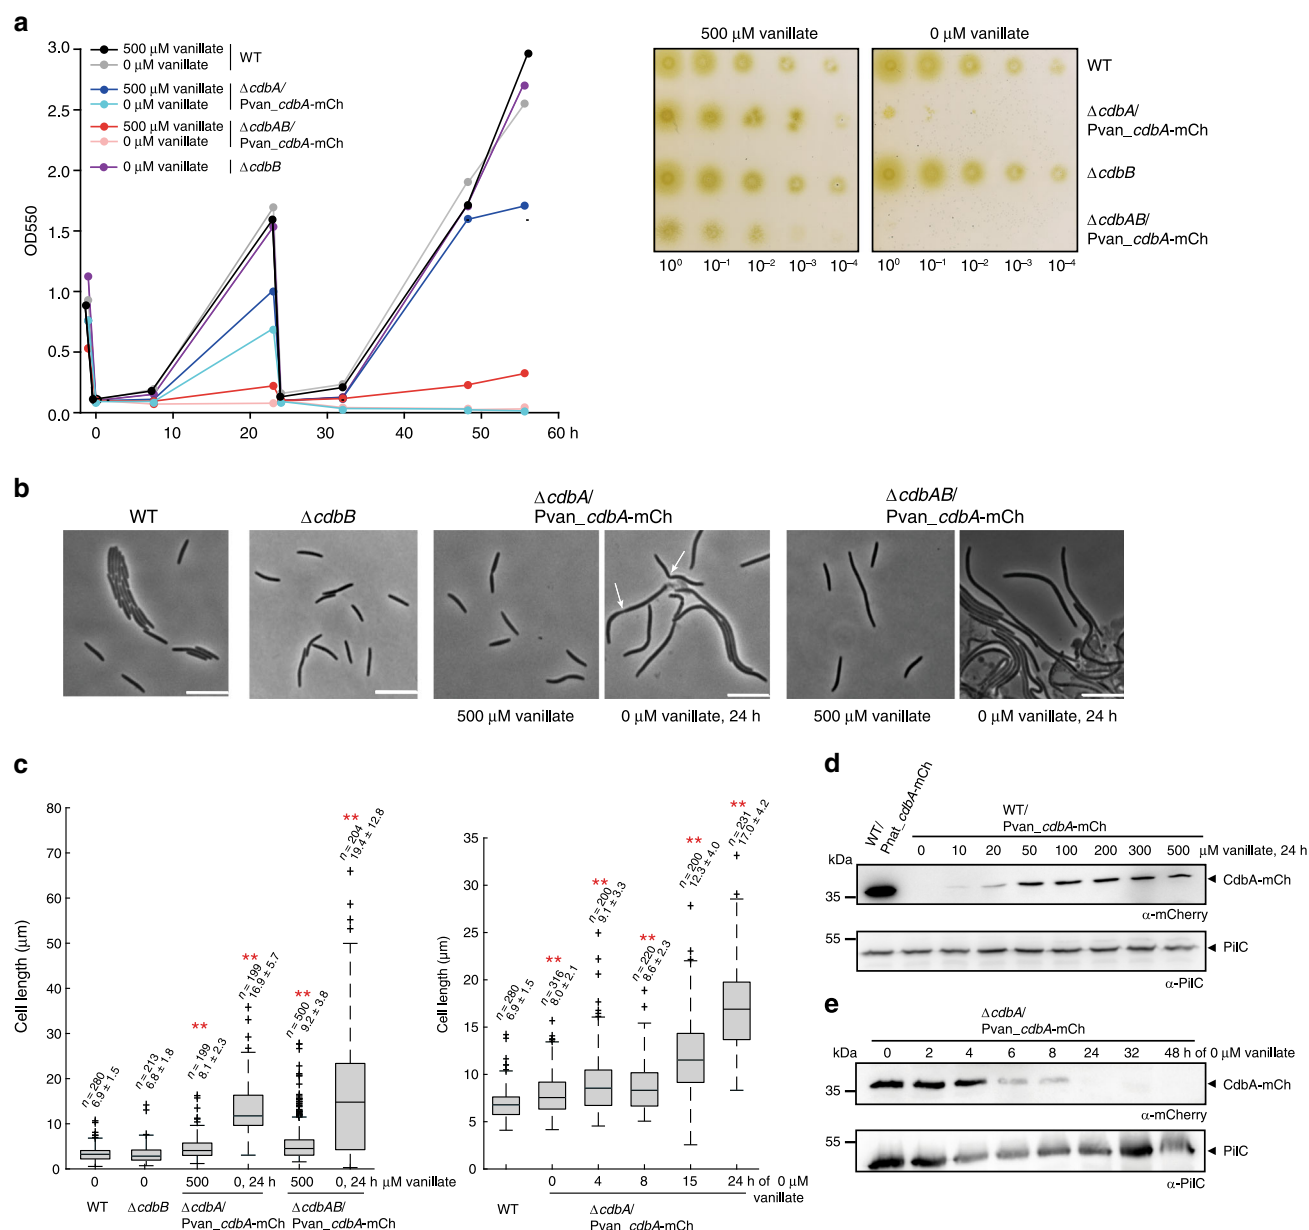 a
3.0
2.5
2.0
1.5
1.0
0.5
0.0
OD550
0
10
20
30
40
50
60 h
500 µM vanillate
0 µM vanillate
WT
500 µM vanillate
0 µM vanillate
ΔcdbA/
Pvan_cdbA-mCh
500 µM vanillate
0 µM vanillate
ΔcdbAB/
Pvan_cdbA-mCh
0 µM vanillate
ΔcdbB
500 µM vanillate
0 µM vanillate
WT
ΔcdbA/
Pvan_cdbA-mCh
ΔcdbB
ΔcdbAB/
Pvan_cdbA-mCh
10⁰ 10⁻¹ 10⁻² 10⁻³ 10⁻⁴
10⁰ 10⁻¹ 10⁻² 10⁻³ 10⁻⁴
b
WT
ΔcdbB
ΔcdbA/
Pvan_cdbA-mCh
ΔcdbAB/
Pvan_cdbA-mCh
500 µM vanillate
0 µM vanillate, 24 h
500 µM vanillate
0 µM vanillate, 24 h
c
Cell length (µm)
80
70
60
50
40
30
20
10
0
n = 280
6.9 ± 1.5
n = 213
6.8 ± 1.8
**
n = 199
8.1 ± 2.3
**
n = 199
16.9 ± 5.7
**
n = 500
9.2 ± 3.8
**
n = 204
19.4 ± 12.8
0 0 500 0, 24 h 500 0, 24 h µM vanillate
WT
ΔcdbB
ΔcdbA/
Pvan_cdbA-mCh
ΔcdbAB/
Pvan_cdbA-mCh
Cell length (µm)
35
30
25
20
15
10
5
0
n = 280
6.9 ± 1.5
**
n = 316
8.0 ± 2.1
**
n = 200
9.1 ± 3.3
**
n = 220
8.6 ± 2.3
**
n = 200
12.3 ± 4.0
**
n = 231
17.0 ± 4.2
0 4 8 15 24 h of 0 µM
vanillate
WT
ΔcdbA/
Pvan_cdbA-mCh
d
WT/
Pnat_cdbA-mCh
WT/
Pvan_cdbA-mCh
kDa
0 10 20 50 100 200 300 500 µM vanillate, 24 h
35
CdbA-mCh
α-mCherry
55
PilC
α-PilC
e
ΔcdbA/
Pvan_cdbA-mCh
kDa 0 2 4 6 8 24 32 48 h of 0 µM vanillate
35
CdbA-mCh
α-mCherry
55
PilC
α-PilC